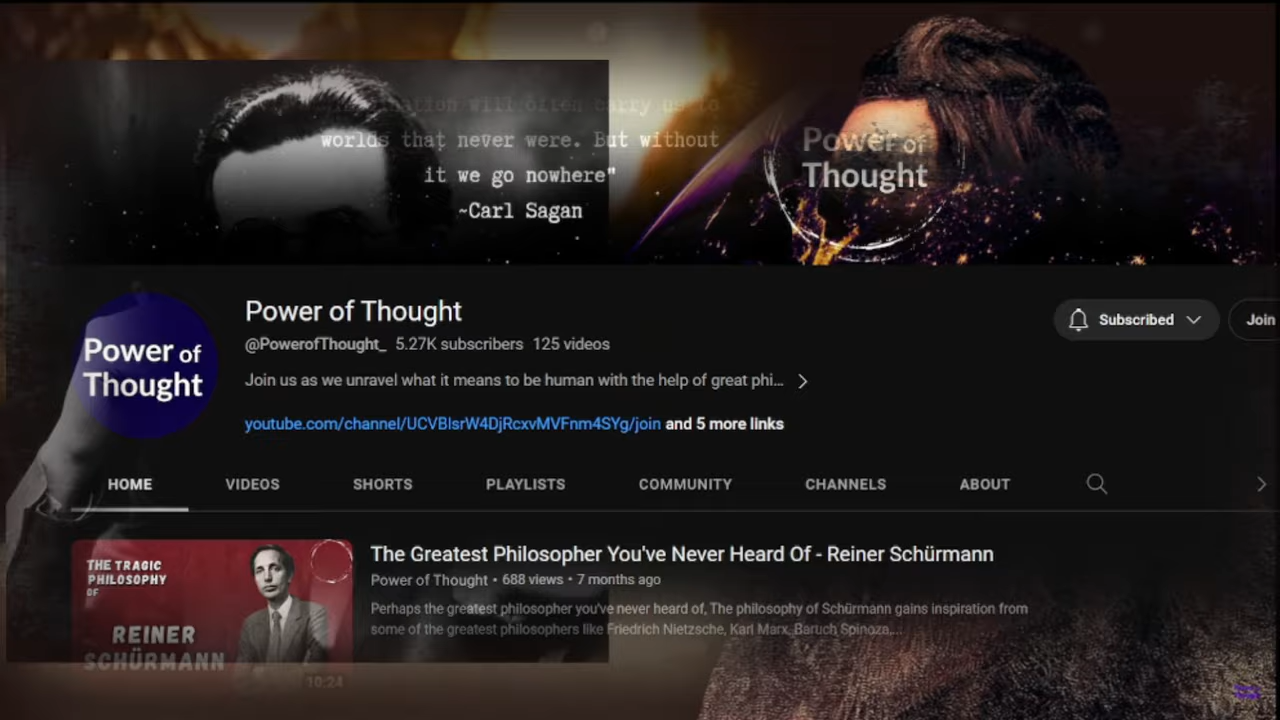 will often carry us to
worlds that never were. But without
it we go nowhere"
~Carl Sagan
Power of
Thought
Power of Thought
@PowerofThought_ 5.27K subscribers 125 videos
Subscribed
Join
Power of
Thought
Join us as we unravel what it means to be human with the help of great phi...
youtube.com/channel/UCVBlsrW4DjRcxvMVFnm4SYg/join and 5 more links
HOME VIDEOS SHORTS PLAYLISTS COMMUNITY CHANNELS ABOUT
THE TRAGIC
PHILOSOPHY
OF
REINER
SCHÜRMANN
10:24
The Greatest Philosopher You've Never Heard Of - Reiner Schürmann
Power of Thought • 688 views • 7 months ago
Perhaps the greatest philosopher you've never heard of, The philosophy of Schürmann gains inspiration from
some of the greatest philosophers like Friedrich Nietzsche, Karl Marx, Baruch Spinoza,...